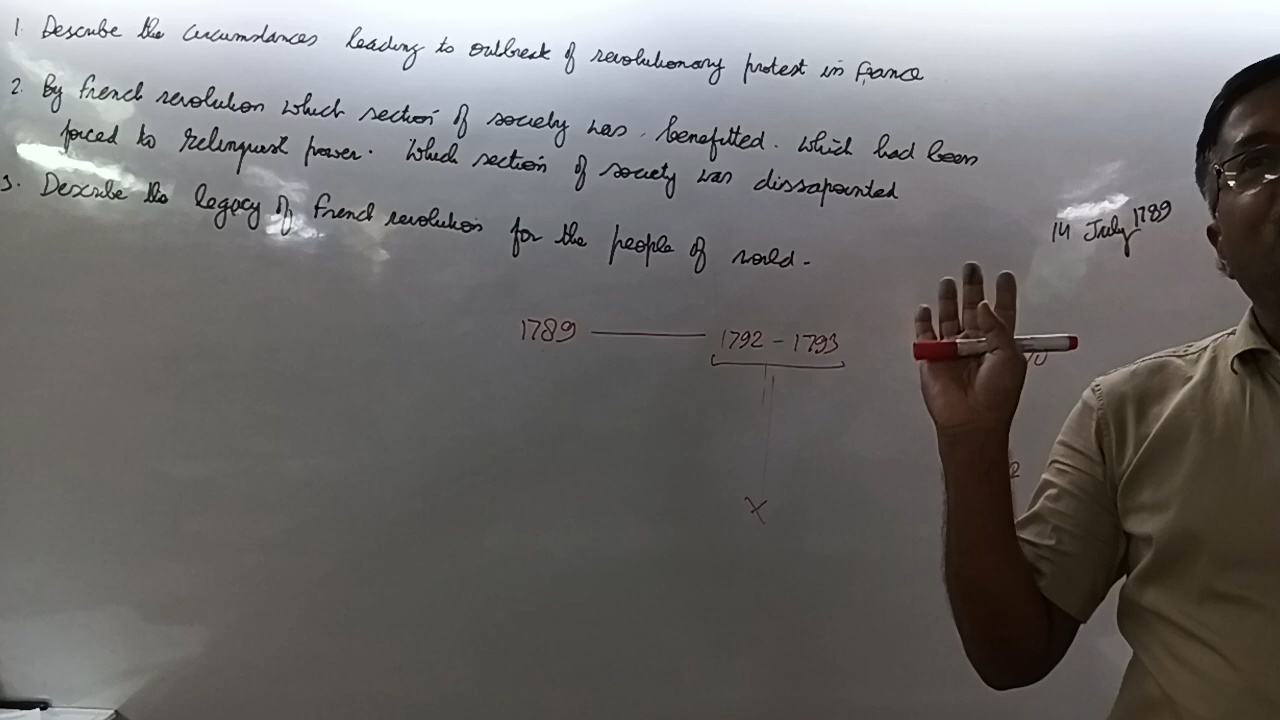 1. Describe the circumstances leading to outbreak of revolutionary protest in France
2. By french revolution which section of society was benefitted. which had been
forced to relinquist power. Which section of society was dissapointed
3. Describe the legacy of french revolution for the people of world.
14 July 1789
1789 — 1792 - 1793
X